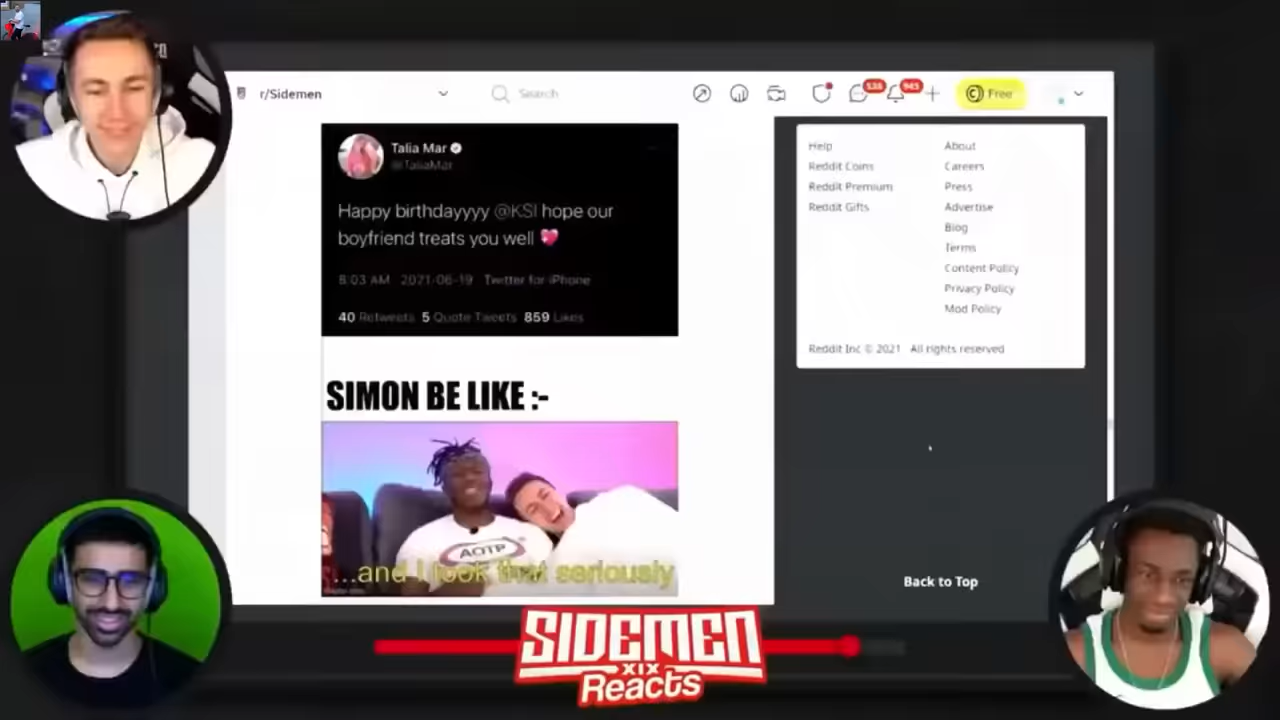 r/Sidemen
Search
536
945
Free
Talia Mar
@TaliaMar
Happy birthdayyyy @KSI hope our
boyfriend treats you well 💖
8:03 AM 2021-06-19 Twitter for iPhone
40 Retweets 5 Quote Tweets 859 Likes
SIMON BE LIKE :-
AOTP
...and I took that seriously
Help
Reddit Coins
Reddit Premium
Reddit Gifts
About
Careers
Press
Advertise
Blog
Terms
Content Policy
Privacy Policy
Mod Policy
Reddit Inc © 2021 All rights reserved
Back to Top
SIDEMEN
XIX
Reacts